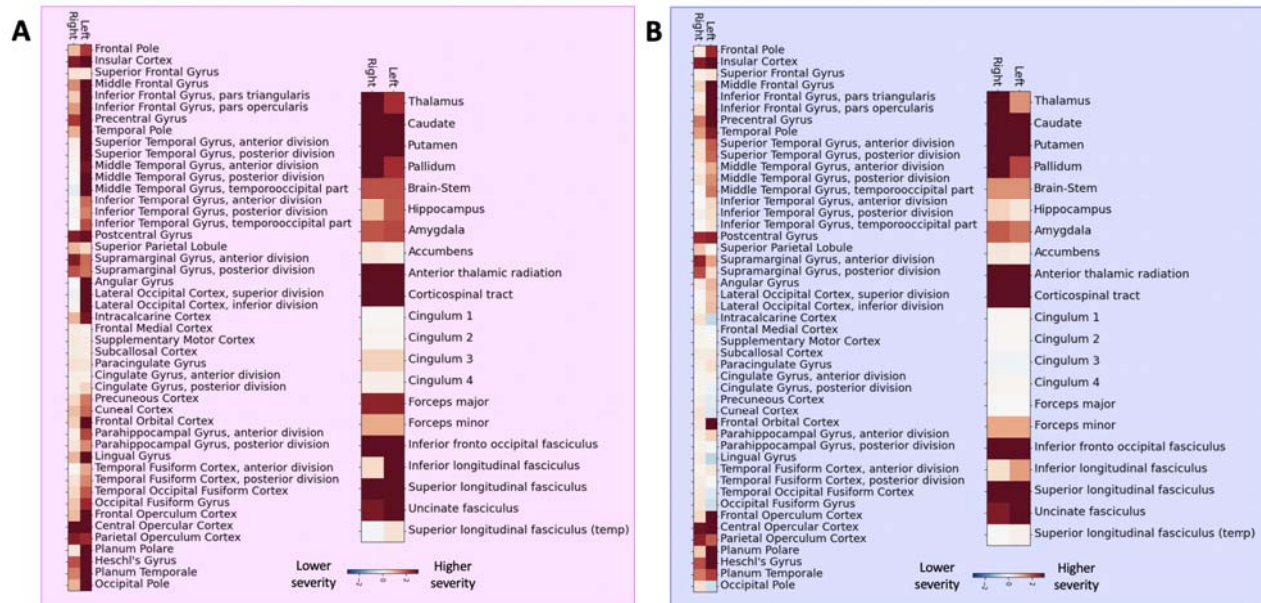 A
Right
Left
Frontal Pole
Insular Cortex
Superior Frontal Gyrus
Middle Frontal Gyrus
Inferior Frontal Gyrus, pars triangularis
Inferior Frontal Gyrus, pars opercularis
Precentral Gyrus
Temporal Pole
Superior Temporal Gyrus, anterior division
Superior Temporal Gyrus, posterior division
Middle Temporal Gyrus, anterior division
Middle Temporal Gyrus, posterior division
Middle Temporal Gyrus, temporooccipital part
Inferior Temporal Gyrus, anterior division
Inferior Temporal Gyrus, posterior division
Inferior Temporal Gyrus, temporooccipital part
Postcentral Gyrus
Superior Parietal Lobule
Supramarginal Gyrus, anterior division
Supramarginal Gyrus, posterior division
Angular Gyrus
Lateral Occipital Cortex, superior division
Lateral Occipital Cortex, inferior division
Intracalcarine Cortex
Frontal Medial Cortex
Supplementary Motor Cortex
Subcallosal Cortex
Paracingulate Gyrus
Cingulate Gyrus, anterior division
Cingulate Gyrus, posterior division
Precuneous Cortex
Cuneal Cortex
Frontal Orbital Cortex
Parahippocampal Gyrus, anterior division
Parahippocampal Gyrus, posterior division
Lingual Gyrus
Temporal Fusiform Cortex, anterior division
Temporal Fusiform Cortex, posterior division
Temporal Occipital Fusiform Cortex
Occipital Fusiform Gyrus
Frontal Operculum Cortex
Central Opercular Cortex
Parietal Operculum Cortex
Planum Polare
Heschl's Gyrus
Planum Temporale
Occipital Pole
Right
Left
Thalamus
Caudate
Putamen
Pallidum
Brain-Stem
Hippocampus
Amygdala
Accumbens
Anterior thalamic radiation
Corticospinal tract
Cingulum 1
Cingulum 2
Cingulum 3
Cingulum 4
Forceps major
Forceps minor
Inferior fronto occipital fasciculus
Inferior longitudinal fasciculus
Superior longitudinal fasciculus
Uncinate fasciculus
Superior longitudinal fasciculus (temp)
Lower severity
-2 0 2
Higher severity
B
Right
Left
Frontal Pole
Insular Cortex
Superior Frontal Gyrus
Middle Frontal Gyrus
Inferior Frontal Gyrus, pars triangularis
Inferior Frontal Gyrus, pars opercularis
Precentral Gyrus
Temporal Pole
Superior Temporal Gyrus, anterior division
Superior Temporal Gyrus, posterior division
Middle Temporal Gyrus, anterior division
Middle Temporal Gyrus, posterior division
Middle Temporal Gyrus, temporooccipital part
Inferior Temporal Gyrus, anterior division
Inferior Temporal Gyrus, posterior division
Inferior Temporal Gyrus, temporooccipital part
Postcentral Gyrus
Superior Parietal Lobule
Supramarginal Gyrus, anterior division
Supramarginal Gyrus, posterior division
Angular Gyrus
Lateral Occipital Cortex, superior division
Lateral Occipital Cortex, inferior division
Intracalcarine Cortex
Frontal Medial Cortex
Supplementary Motor Cortex
Subcallosal Cortex
Paracingulate Gyrus
Cingulate Gyrus, anterior division
Cingulate Gyrus, posterior division
Precuneous Cortex
Cuneal Cortex
Frontal Orbital Cortex
Parahippocampal Gyrus, anterior division
Parahippocampal Gyrus, posterior division
Lingual Gyrus
Temporal Fusiform Cortex, anterior division
Temporal Fusiform Cortex, posterior division
Temporal Occipital Fusiform Cortex
Occipital Fusiform Gyrus
Frontal Operculum Cortex
Central Opercular Cortex
Parietal Operculum Cortex
Planum Polare
Heschl's Gyrus
Planum Temporale
Occipital Pole
Right
Left
Thalamus
Caudate
Putamen
Pallidum
Brain-Stem
Hippocampus
Amygdala
Accumbens
Anterior thalamic radiation
Corticospinal tract
Cingulum 1
Cingulum 2
Cingulum 3
Cingulum 4
Forceps major
Forceps minor
Inferior fronto occipital fasciculus
Inferior longitudinal fasciculus
Superior longitudinal fasciculus
Uncinate fasciculus
Superior longitudinal fasciculus (temp)
Lower severity
-2 0 2
Higher severity